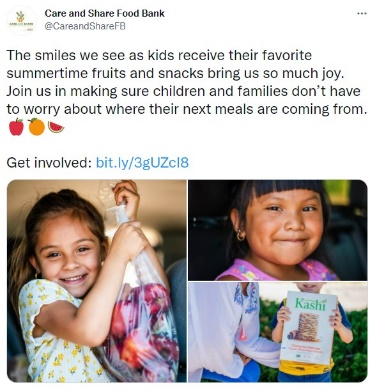 Care and Share Food Bank
@CareandShareFB
The smiles we see as kids receive their favorite
summertime fruits and snacks bring us so much joy.
Join us in making sure children and families don't have
to worry about where their next meals are coming from.
🍎🍊🍉
Get involved: bit.ly/3gUZcI8
Kashi